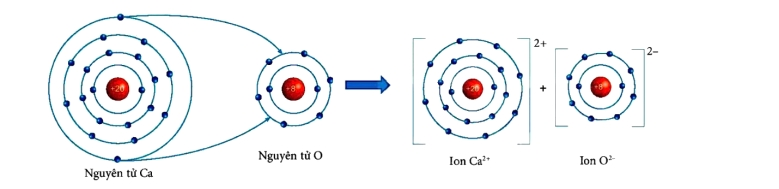 2+
2–
+20
+8
+20
+
+8
Nguyên tử O
Ion Ca²⁺
Ion O²⁻
Nguyên tử Ca